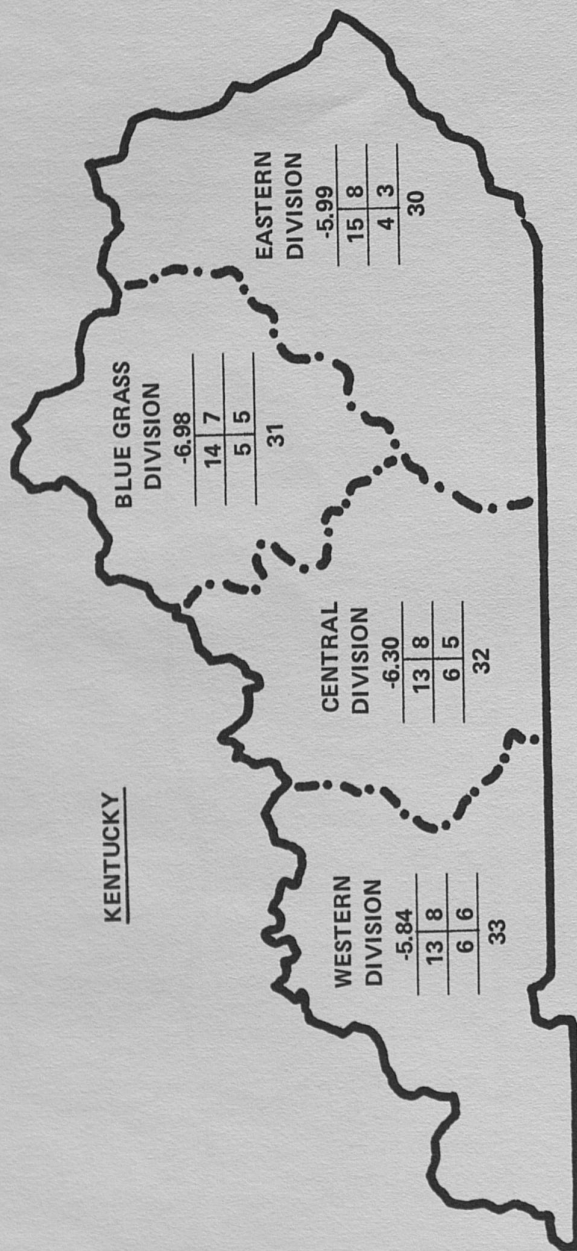 KENTUCKY
WESTERN
DIVISION
-5.84
13 8
6 6
33
CENTRAL
DIVISION
-6.30
13 8
6 5
32
BLUE GRASS
DIVISION
-6.98
14 7
5 5
31
EASTERN
DIVISION
-5.99
15 8
4 3
30